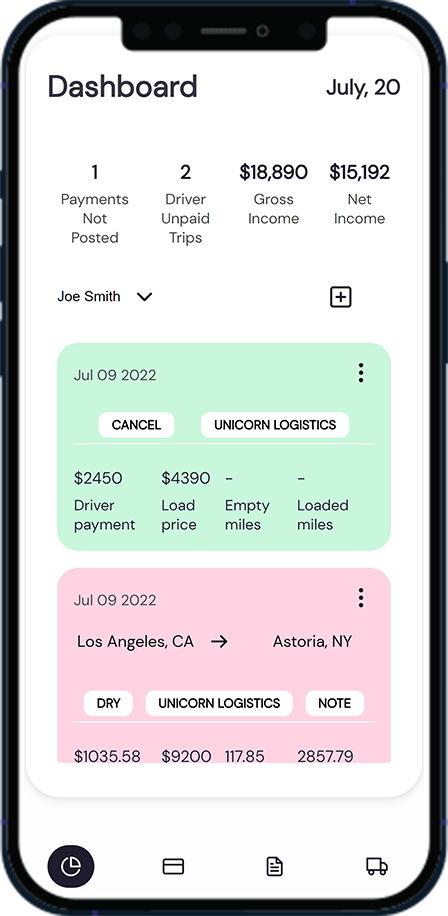 Dashboard July, 20
1 2 $18,890 $15,192
Payments Driver Gross Net
Not Unpaid Income Income
Posted Trips
Joe Smith
Jul 09 2022
CANCEL UNICORN LOGISTICS
$2450 $4390 - -
Driver Load Empty Loaded
payment price miles miles
Jul 09 2022
Los Angeles, CA → Astoria, NY
DRY UNICORN LOGISTICS NOTE
$1035.58 $9200 117.85 2857.79